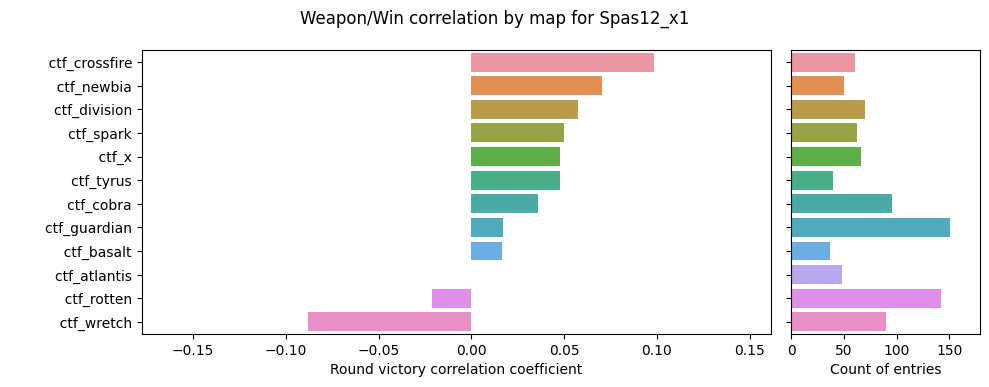 Weapon/Win correlation by map for Spas12_x1
ctf_crossfire
ctf_newbia
ctf_division
ctf_spark
ctf_x
ctf_tyrus
ctf_cobra
ctf_guardian
ctf_basalt
ctf_atlantis
ctf_rotten
ctf_wretch
−0.15 −0.10 −0.05 0.00 0.05 0.10 0.15
0 50 100 150
Round victory correlation coefficient
Count of entries